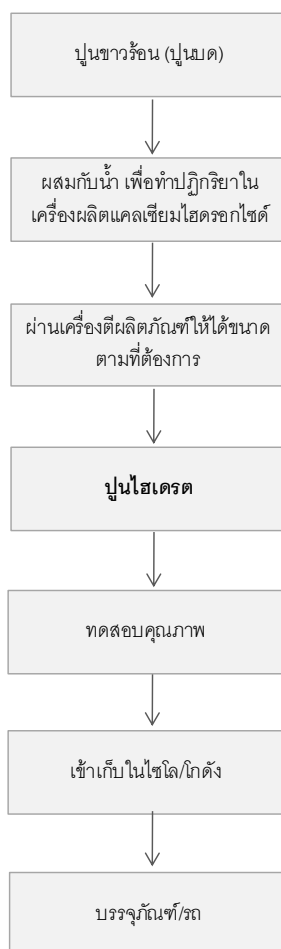 ปูนขาวร้อน (ปูนบด)
ผสมกับน้ำ เพื่อทำปฏิกริยาใน
เครื่องผลิตแคลเซียมไฮดรอกไซด์
ผ่านเครื่องตีผลิตภัณฑ์ให้ได้ขนาด
ตามที่ต้องการ
ปูนไฮเดรต
ทดสอบคุณภาพ
เข้าเก็บในไซโล/โกดัง
บรรจุภัณฑ์/รถ